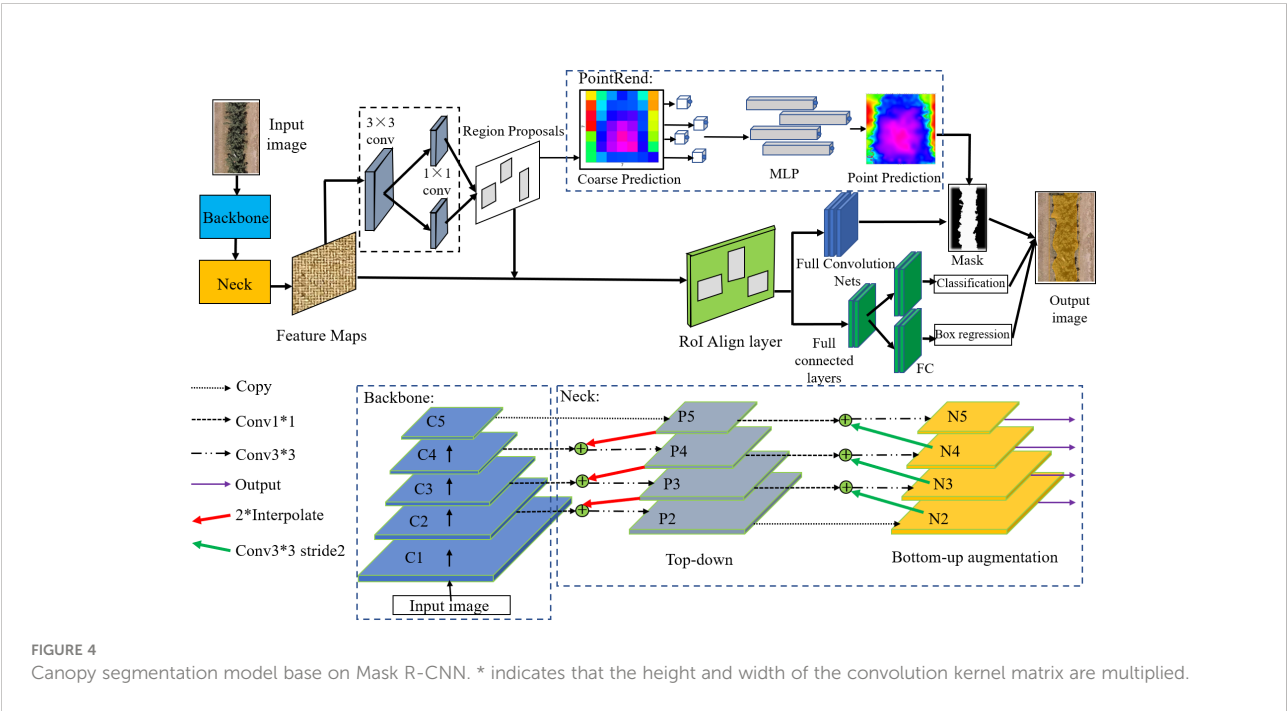 PointRend:
Input
image
3×3
conv
1×1
conv
Region Proposals
Coarse Prediction
MLP
Point Prediction
Backbone
Neck
Feature Maps
RoI Align layer
Full Convolution
Nets
Mask
Classification
Box regression
Full
connected
layers
FC
Output
image
Copy
Conv1*1
Conv3*3
Output
2*Interpolate
Conv3*3 stride2
Backbone:
C5
C4
C3
C2
C1
Input image
Neck:
P5
P4
P3
P2
Top-down
N5
N4
N3
N2
Bottom-up augmentation
FIGURE 4
Canopy segmentation model base on Mask R-CNN. * indicates that the height and width of the convolution kernel matrix are multiplied.